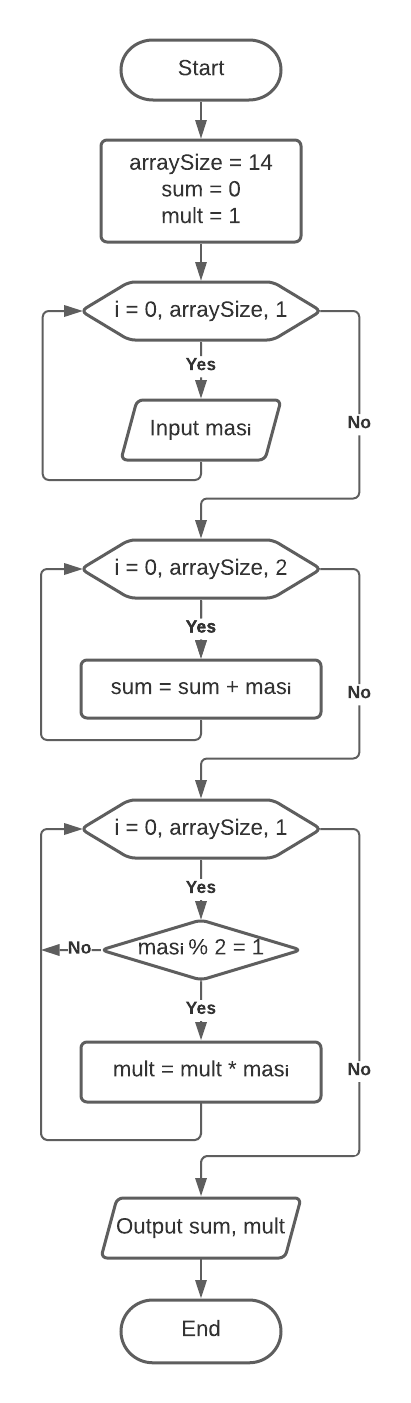 Start
arraySize = 14
sum = 0
mult = 1
i = 0, arraySize, 1
Yes
Input masi
No
i = 0, arraySize, 2
Yes
sum = sum + masi
No
i = 0, arraySize, 1
Yes
masi % 2 = 1
No
Yes
mult = mult * masi
No
Output sum, mult
End